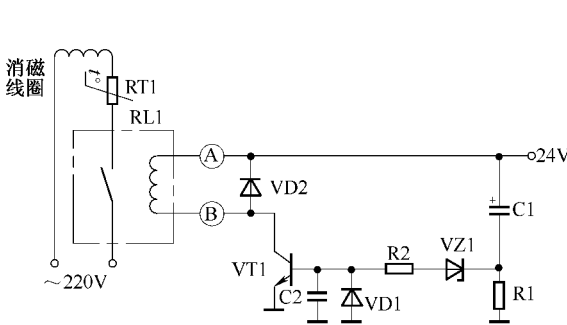 消磁
线圈
t°
RT1
RL1
A
24V
VD2
B
+
C1
VT1
R2
VZ1
C2
VD1
R1
～220V